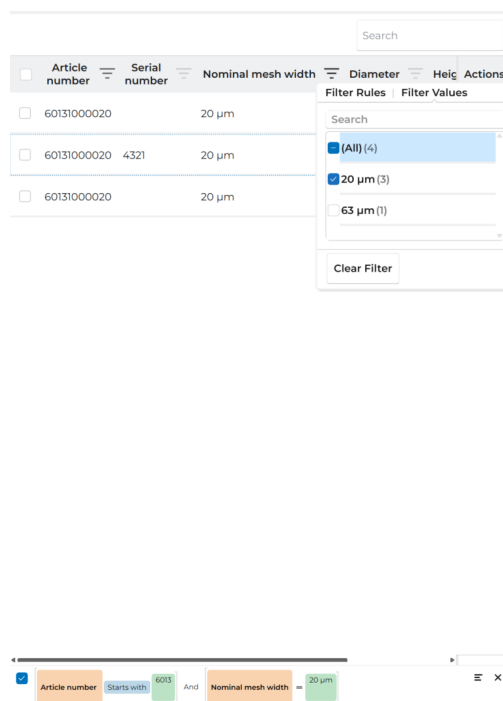 Search
Article number Serial number Nominal mesh width Diameter Heig Actions
Filter Rules Filter Values
60131000020 20 µm
Search
(All) (4)
60131000020 4321 20 µm
20 µm (3)
60131000020 20 µm
63 µm (1)
Clear Filter
Article number Starts with 6013 And Nominal mesh width = 20 µm